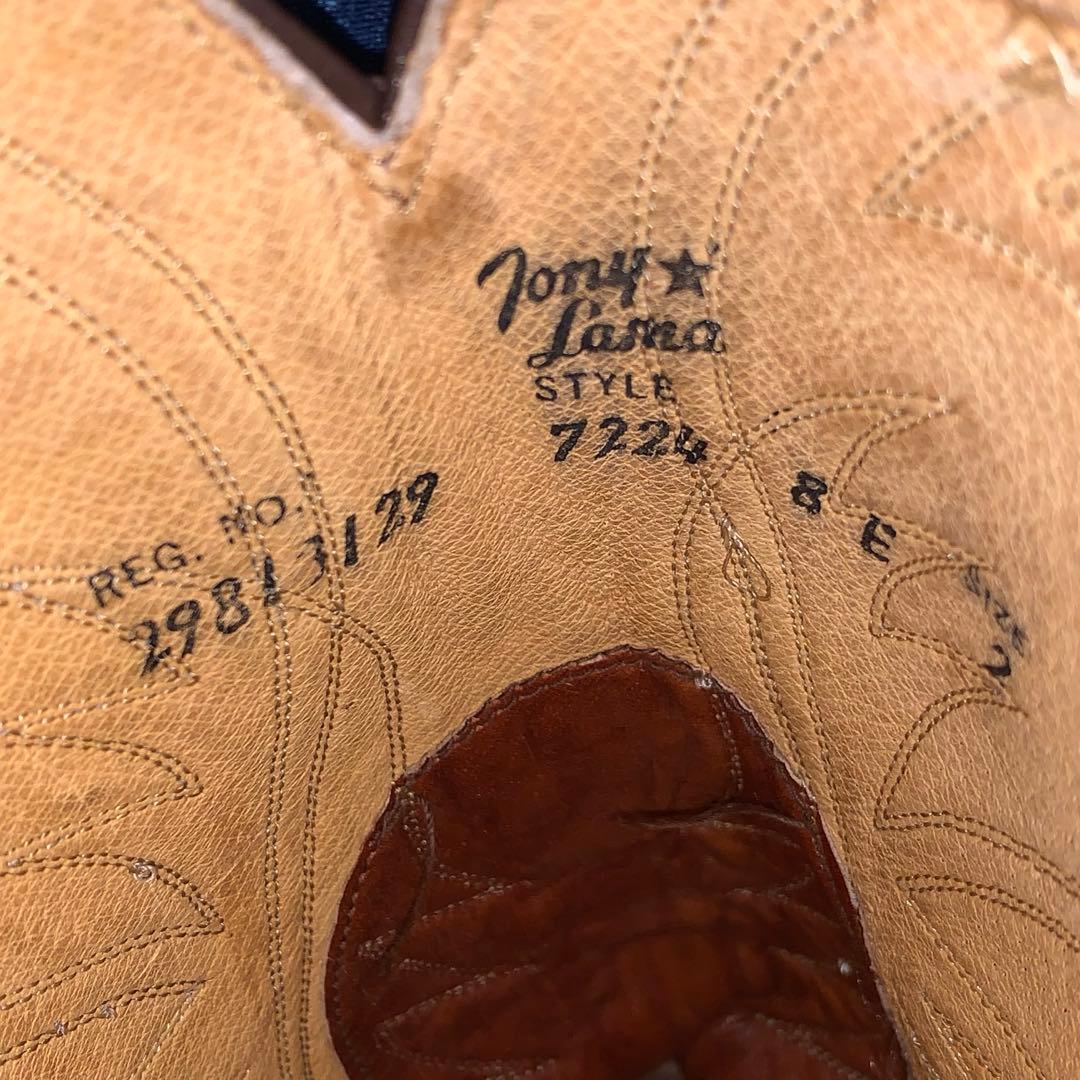 Tony
Lama
STYLE
7224
REG. NO.
29813129
8 E
SIZE